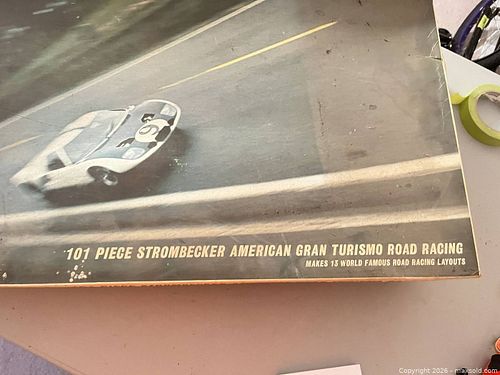 6
101 PIECE STROMBECKER AMERICAN GRAN TURISMO ROAD RACING
MAKES 13 WORLD FAMOUS ROAD RACING LAYOUTS
Copyright 2026 - maxsold.com